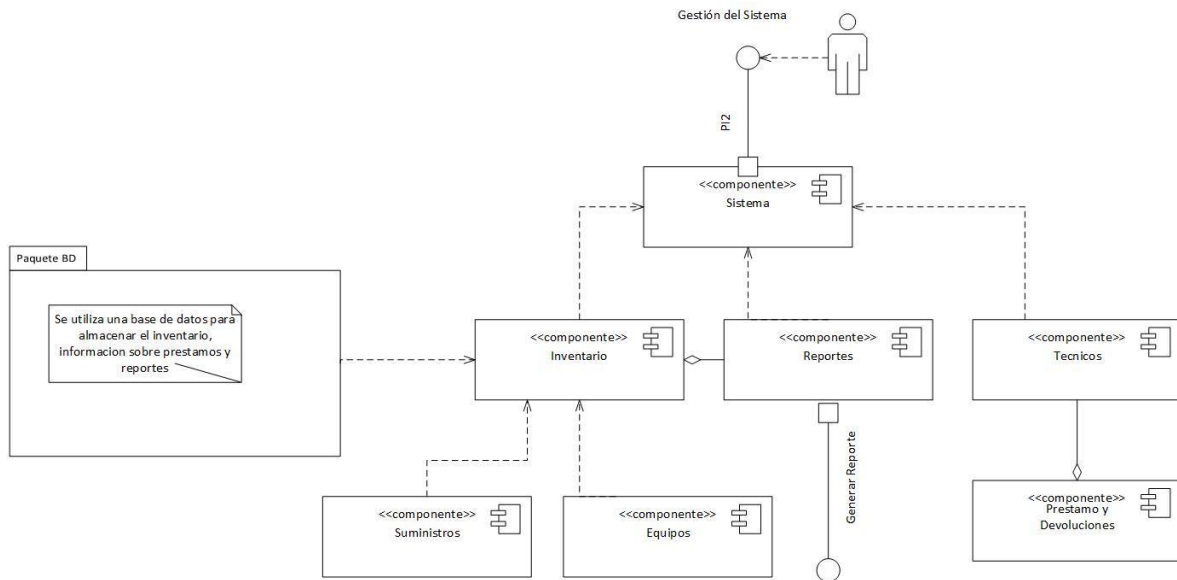 Gestión del Sistema
PI2
<<componente>>
Sistema
Paquete BD
Se utiliza una base de datos para
almacenar el inventario,
informacion sobre prestamos y
reportes
<<componente>>
Inventario
<<componente>>
Reportes
<<componente>>
Tecnicos
Generar Reporte
<<componente>>
Suministros
<<componente>>
Equipos
<<componente>>
Prestamo y
Devoluciones